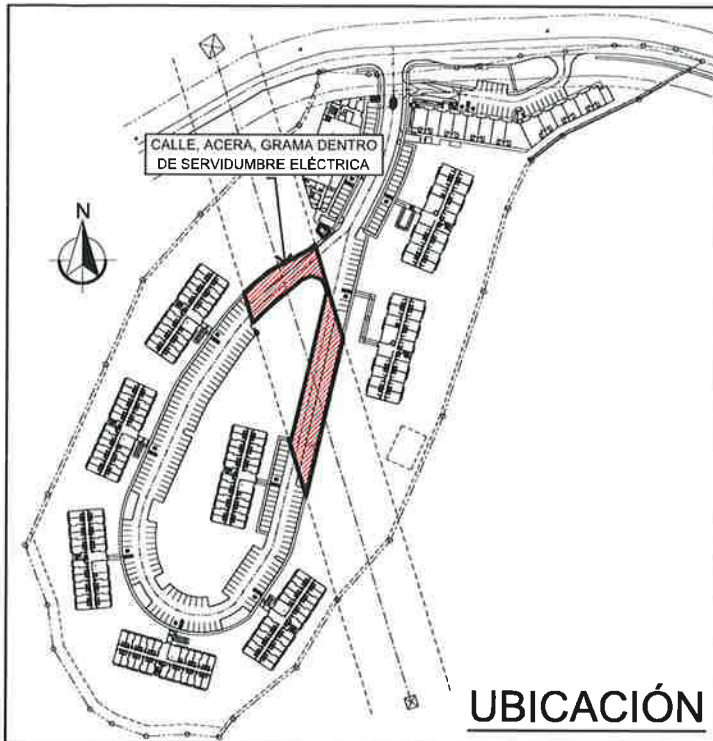 CALLE, ACERA, GRAMA DENTRO
DE SERVIDUMBRE ELÉCTRICA
N
UBICACIÓN